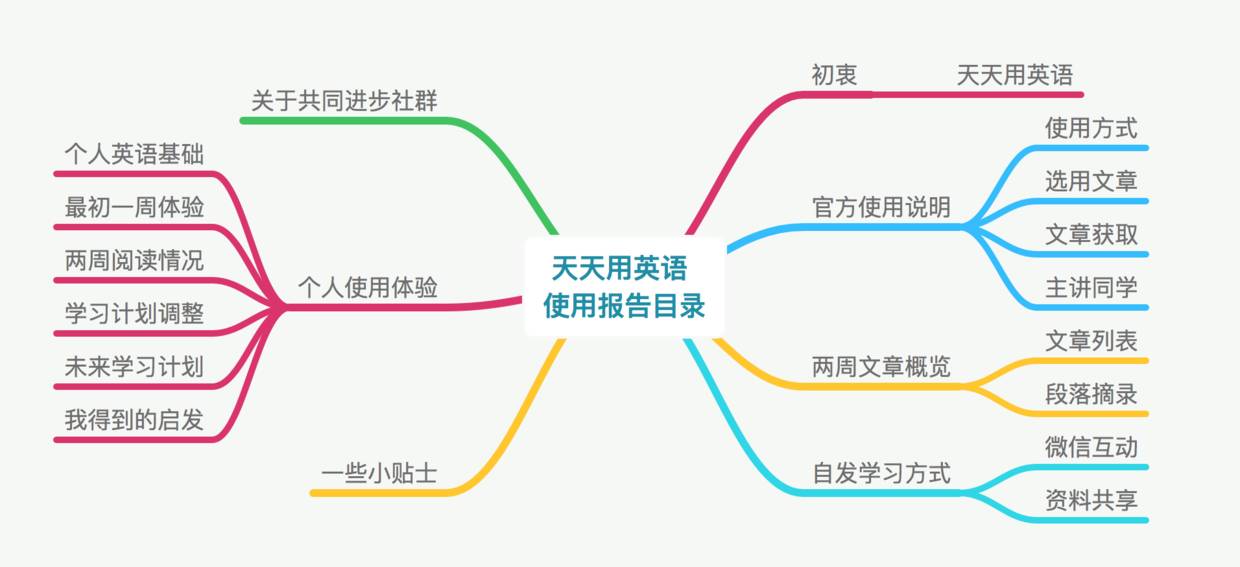 天天用英语
使用报告目录
初衷
天天用英语
官方使用说明
使用方式
选用文章
文章获取
主讲同学
两周文章概览
文章列表
段落摘录
自发学习方式
微信互动
资料共享
关于共同进步社群
个人使用体验
个人英语基础
最初一周体验
两周阅读情况
学习计划调整
未来学习计划
我得到的启发
一些小贴士